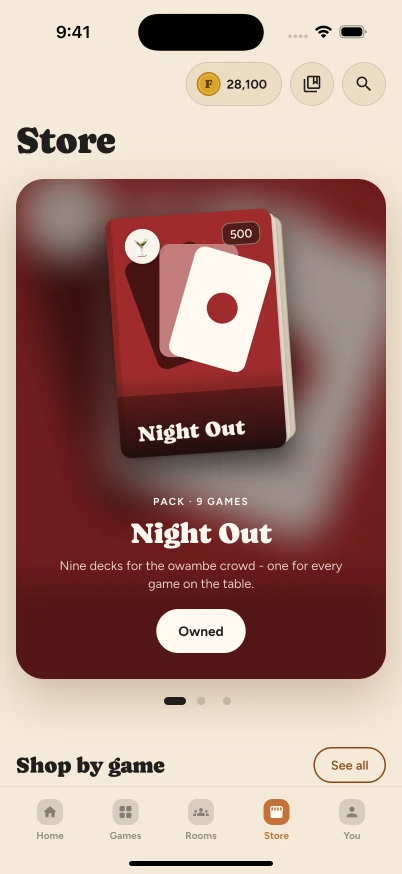 9:41
F
28,100
Store
500
Night Out
PACK · 9 GAMES
Night Out
Nine decks for the owambe crowd - one for every
game on the table.
Owned
Shop by game
See all
Home
Games
Rooms
Store
You